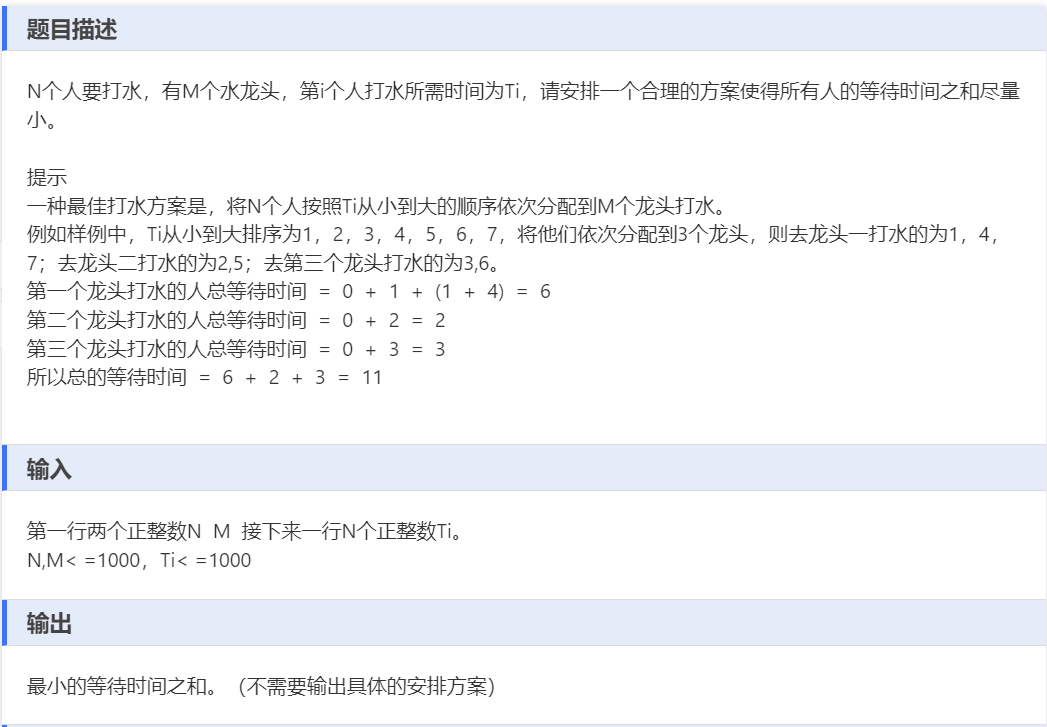 题目描述
N个人要打水，有M个水龙头，第i个人打水所需时间为Ti，请安排一个合理的方案使得所有人的等待时间之和尽量
小。
提示
一种最佳打水方案是，将N个人按照Ti从小到大的顺序依次分配到M个龙头打水。
例如样例中，Ti从小到大排序为1，2，3，4，5，6，7，将他们依次分配到3个龙头，则去龙头一打水的为1，4，
7；去龙头二打水的为2,5；去第三个龙头打水的为3,6。
第一个龙头打水的人总等待时间 = 0 + 1 + (1 + 4) = 6
第二个龙头打水的人总等待时间 = 0 + 2 = 2
第三个龙头打水的人总等待时间 = 0 + 3 = 3
所以总的等待时间 = 6 + 2 + 3 = 11
输入
第一行两个正整数N M 接下来一行N个正整数Ti。
N,M< =1000，Ti< =1000
输出
最小的等待时间之和。（不需要输出具体的安排方案）